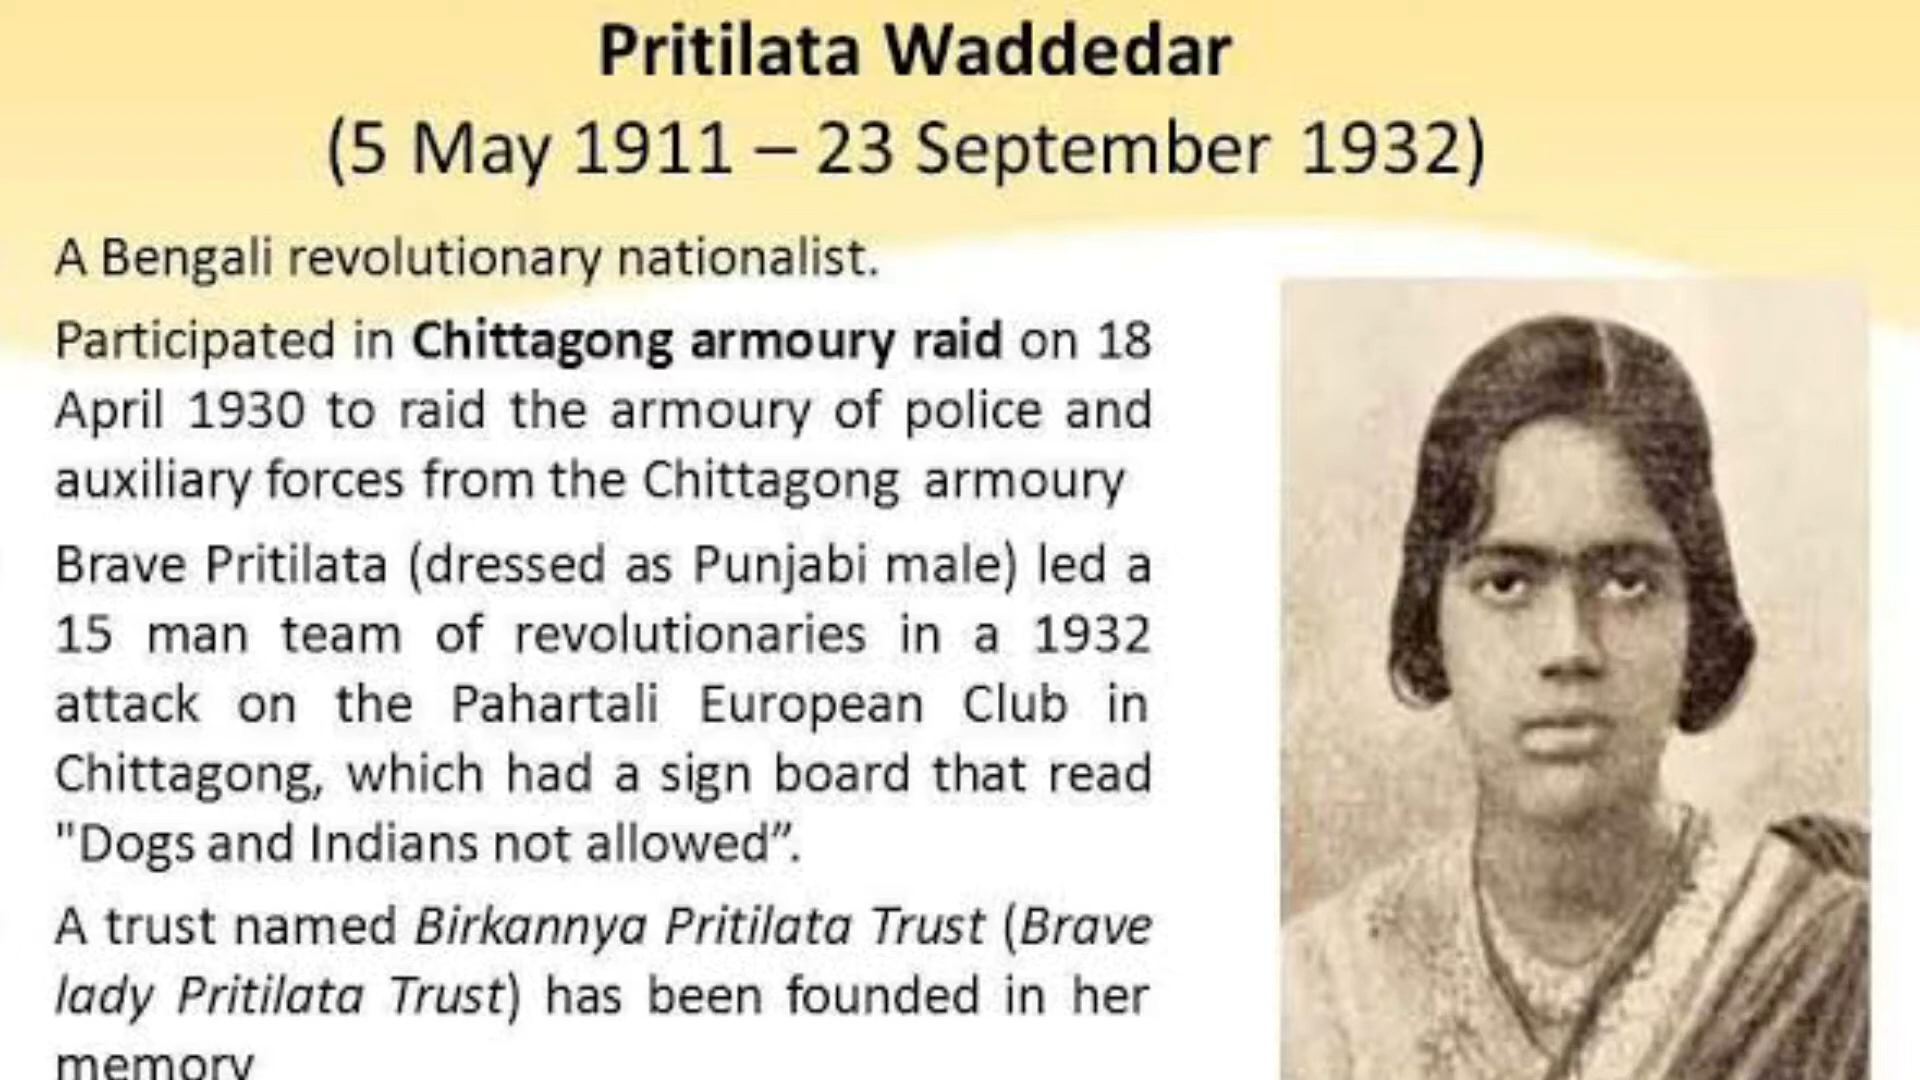 Pritilata Waddedar
(5 May 1911 – 23 September 1932)
A Bengali revolutionary nationalist.
Participated in Chittagong armoury raid on 18
April 1930 to raid the armoury of police and
auxiliary forces from the Chittagong armoury
Brave Pritilata (dressed as Punjabi male) led a
15 man team of revolutionaries in a 1932
attack on the Pahartali European Club in
Chittagong, which had a sign board that read
"Dogs and Indians not allowed”.
A trust named Birkannya Pritilata Trust (Brave
lady Pritilata Trust) has been founded in her
memory